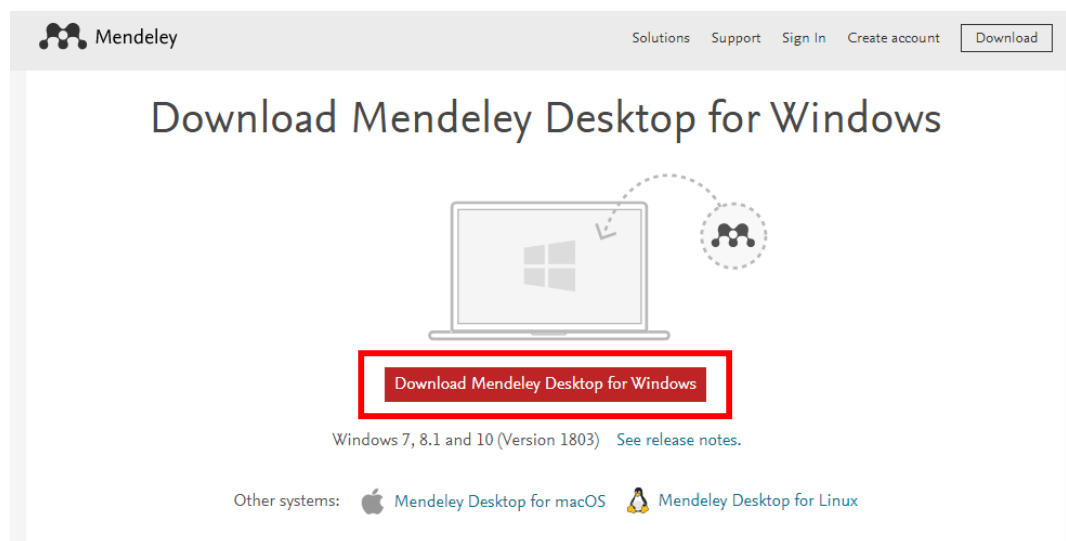 Mendeley Solutions Support Sign In Create account Download
Download Mendeley Desktop for Windows
Download Mendeley Desktop for Windows
Windows 7, 8.1 and 10 (Version 1803) See release notes.
Other systems: Mendeley Desktop for macOS Mendeley Desktop for Linux